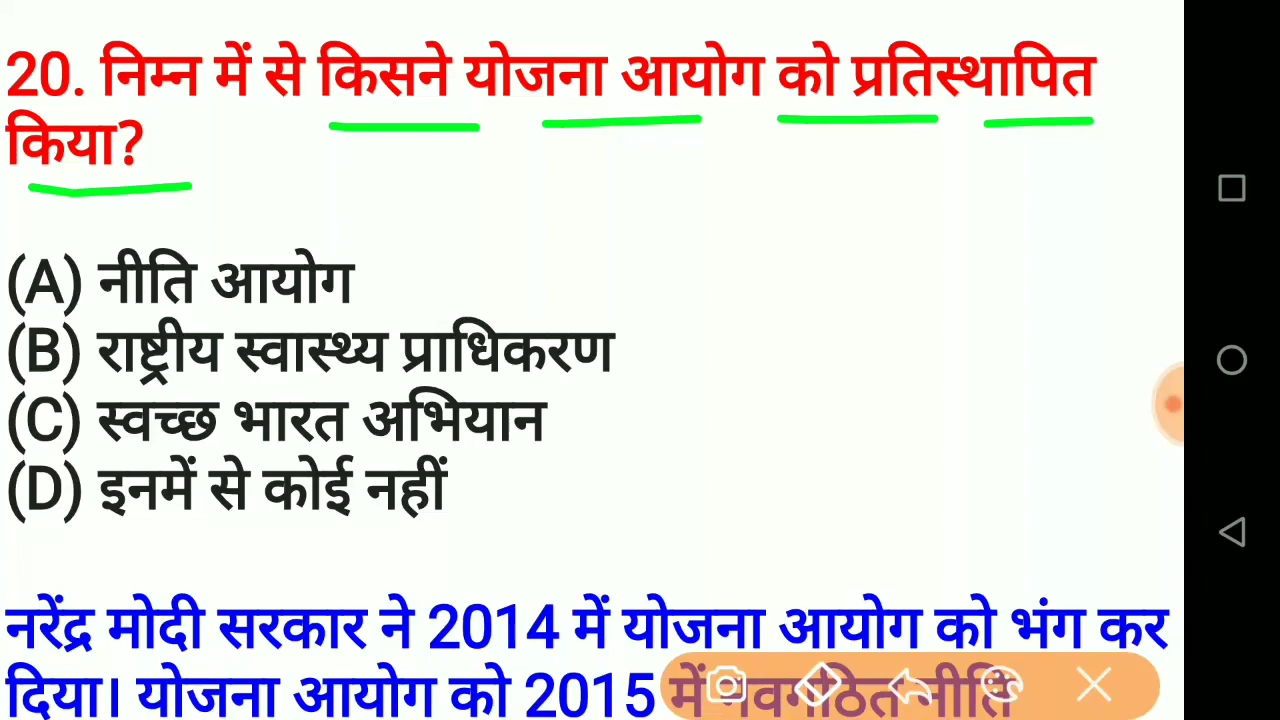 20. निम्न में से किसने योजना आयोग को प्रतिस्थापित
किया?
(A) नीति आयोग
(B) राष्ट्रीय स्वास्थ्य प्राधिकरण
(C) स्वच्छ भारत अभियान
(D) इनमें से कोई नहीं
नरेंद्र मोदी सरकार ने 2014 में योजना आयोग को भंग कर
दिया। योजना आयोग को 2015 में नवगठित नीति